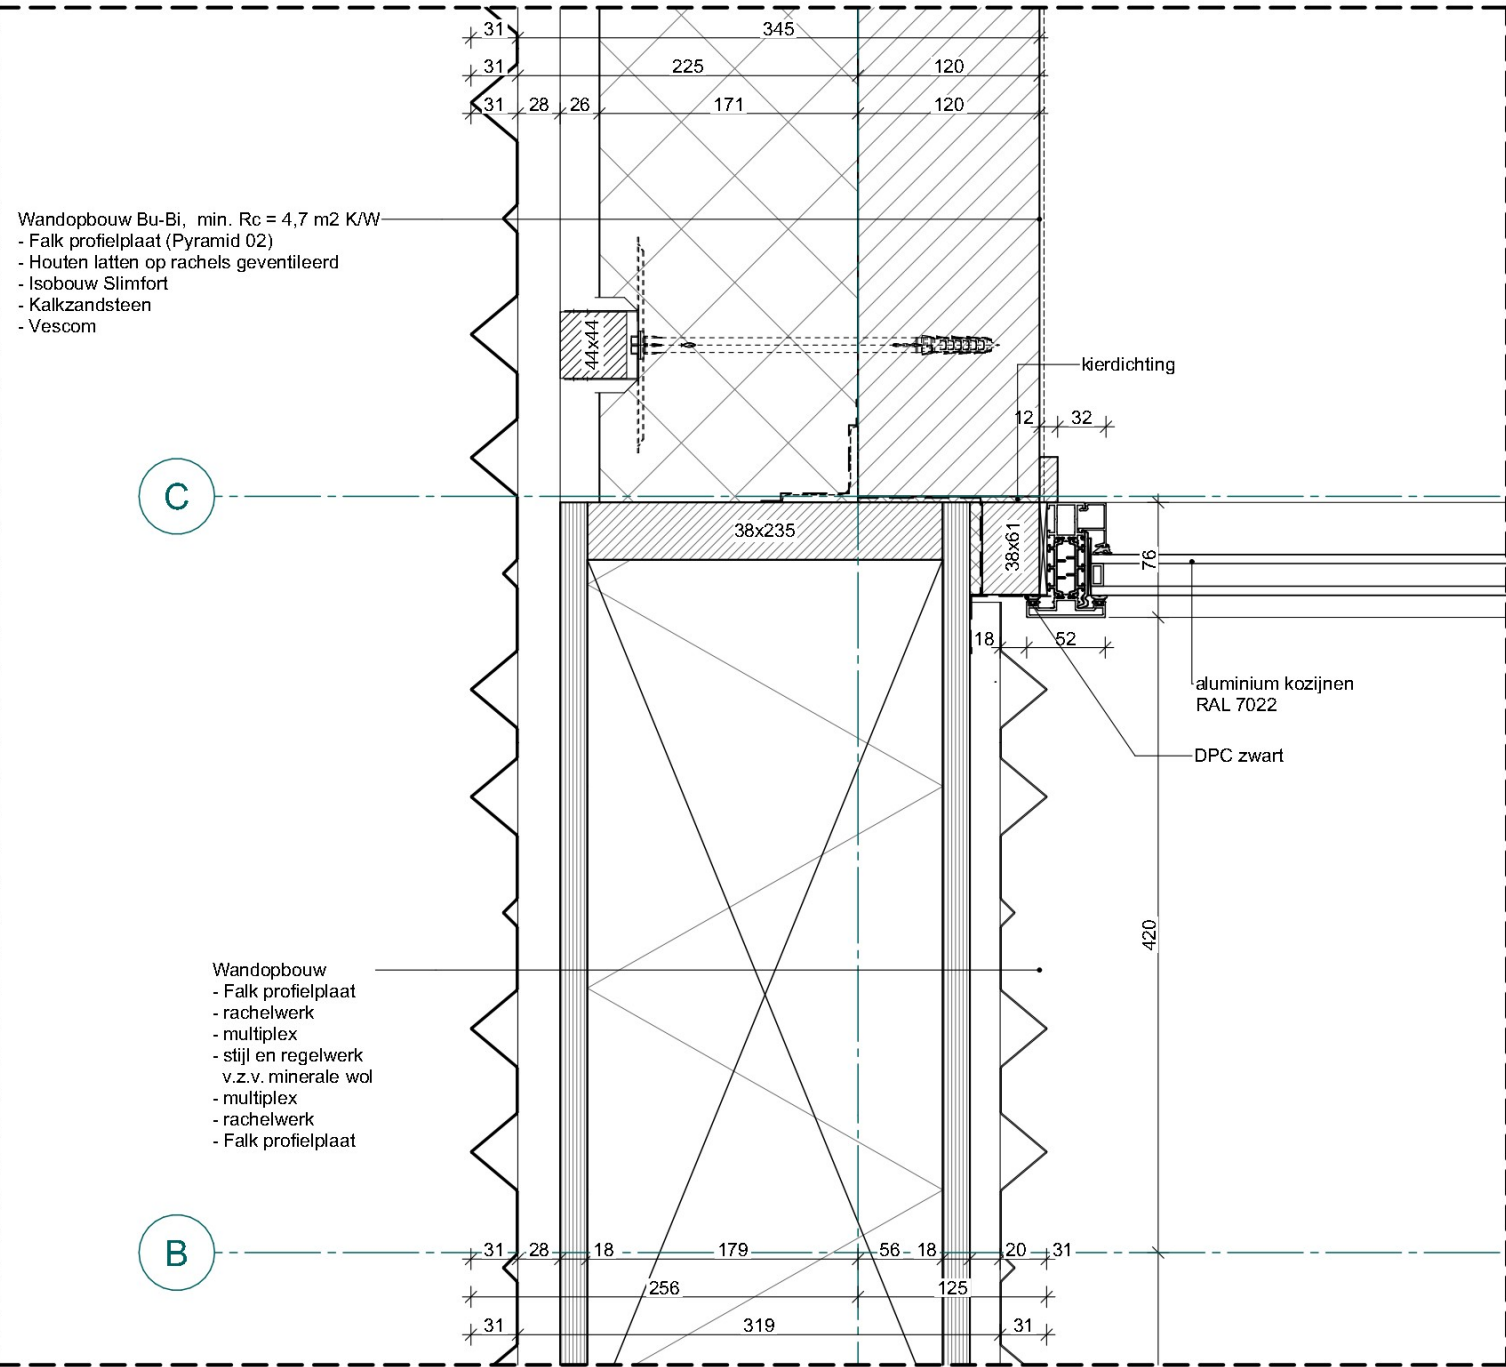 31 345
31 225 120
31 28 26 171 120
Wandopbouw Bu-Bi, min. Rc = 4,7 m2 K/W
- Falk profielplaat (Pyramid 02)
- Houten latten op rachels geventileerd
- Isobouw Slimfort
- Kalkzandsteen
- Vescom
44x44
kierdichting
12 32
C
38x235
38x61
76
18 52
aluminium kozijnen
RAL 7022
DPC zwart
420
Wandopbouw
- Falk profielplaat
- rachelwerk
- multiplex
- stijl en regelwerk
v.z.v. minerale wol
- multiplex
- rachelwerk
- Falk profielplaat
B
31 28 18 179 56 18 20 31
256 125
31 319 31